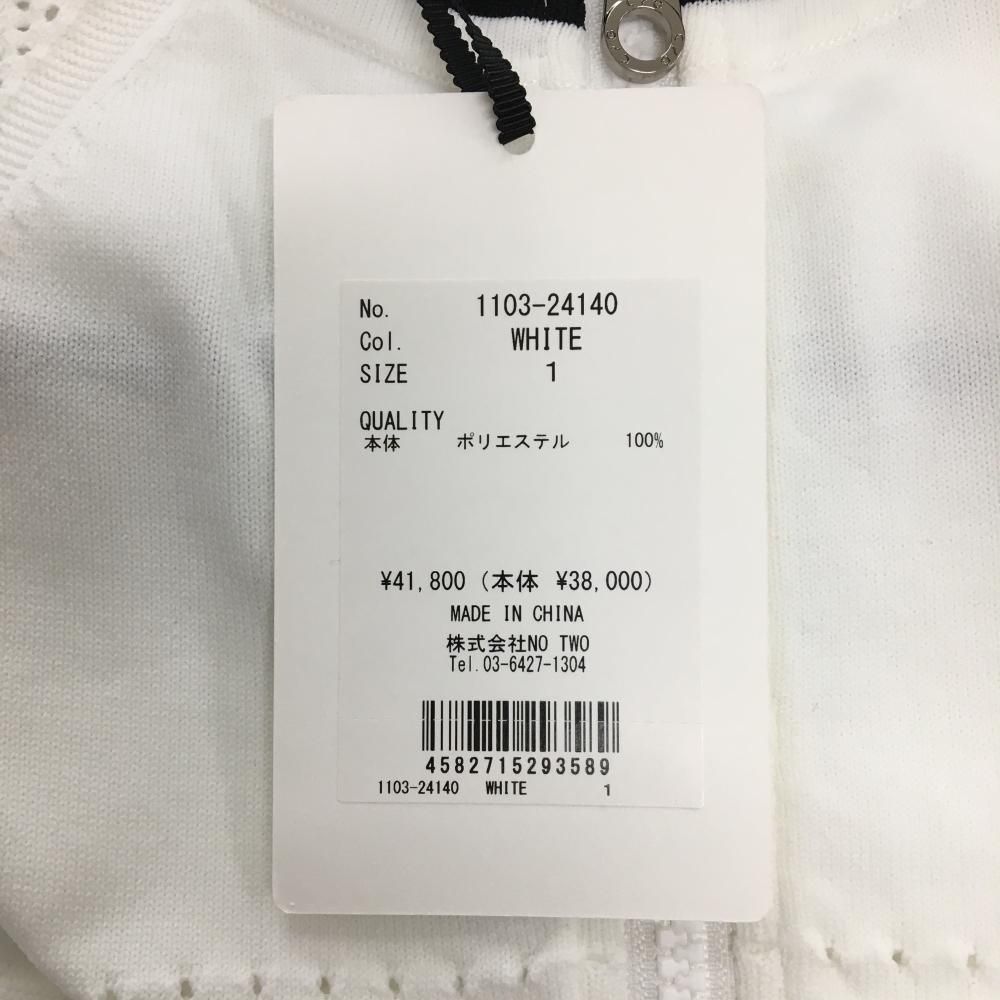 No. 1103-24140
Col. WHITE
SIZE 1
QUALITY
本体 ポリエステル 100%
¥41,800 (本体 ¥38,000)
MADE IN CHINA
株式会社NO TWO
Tel.03-6427-1304
4582715293589
1103-24140 WHITE 1